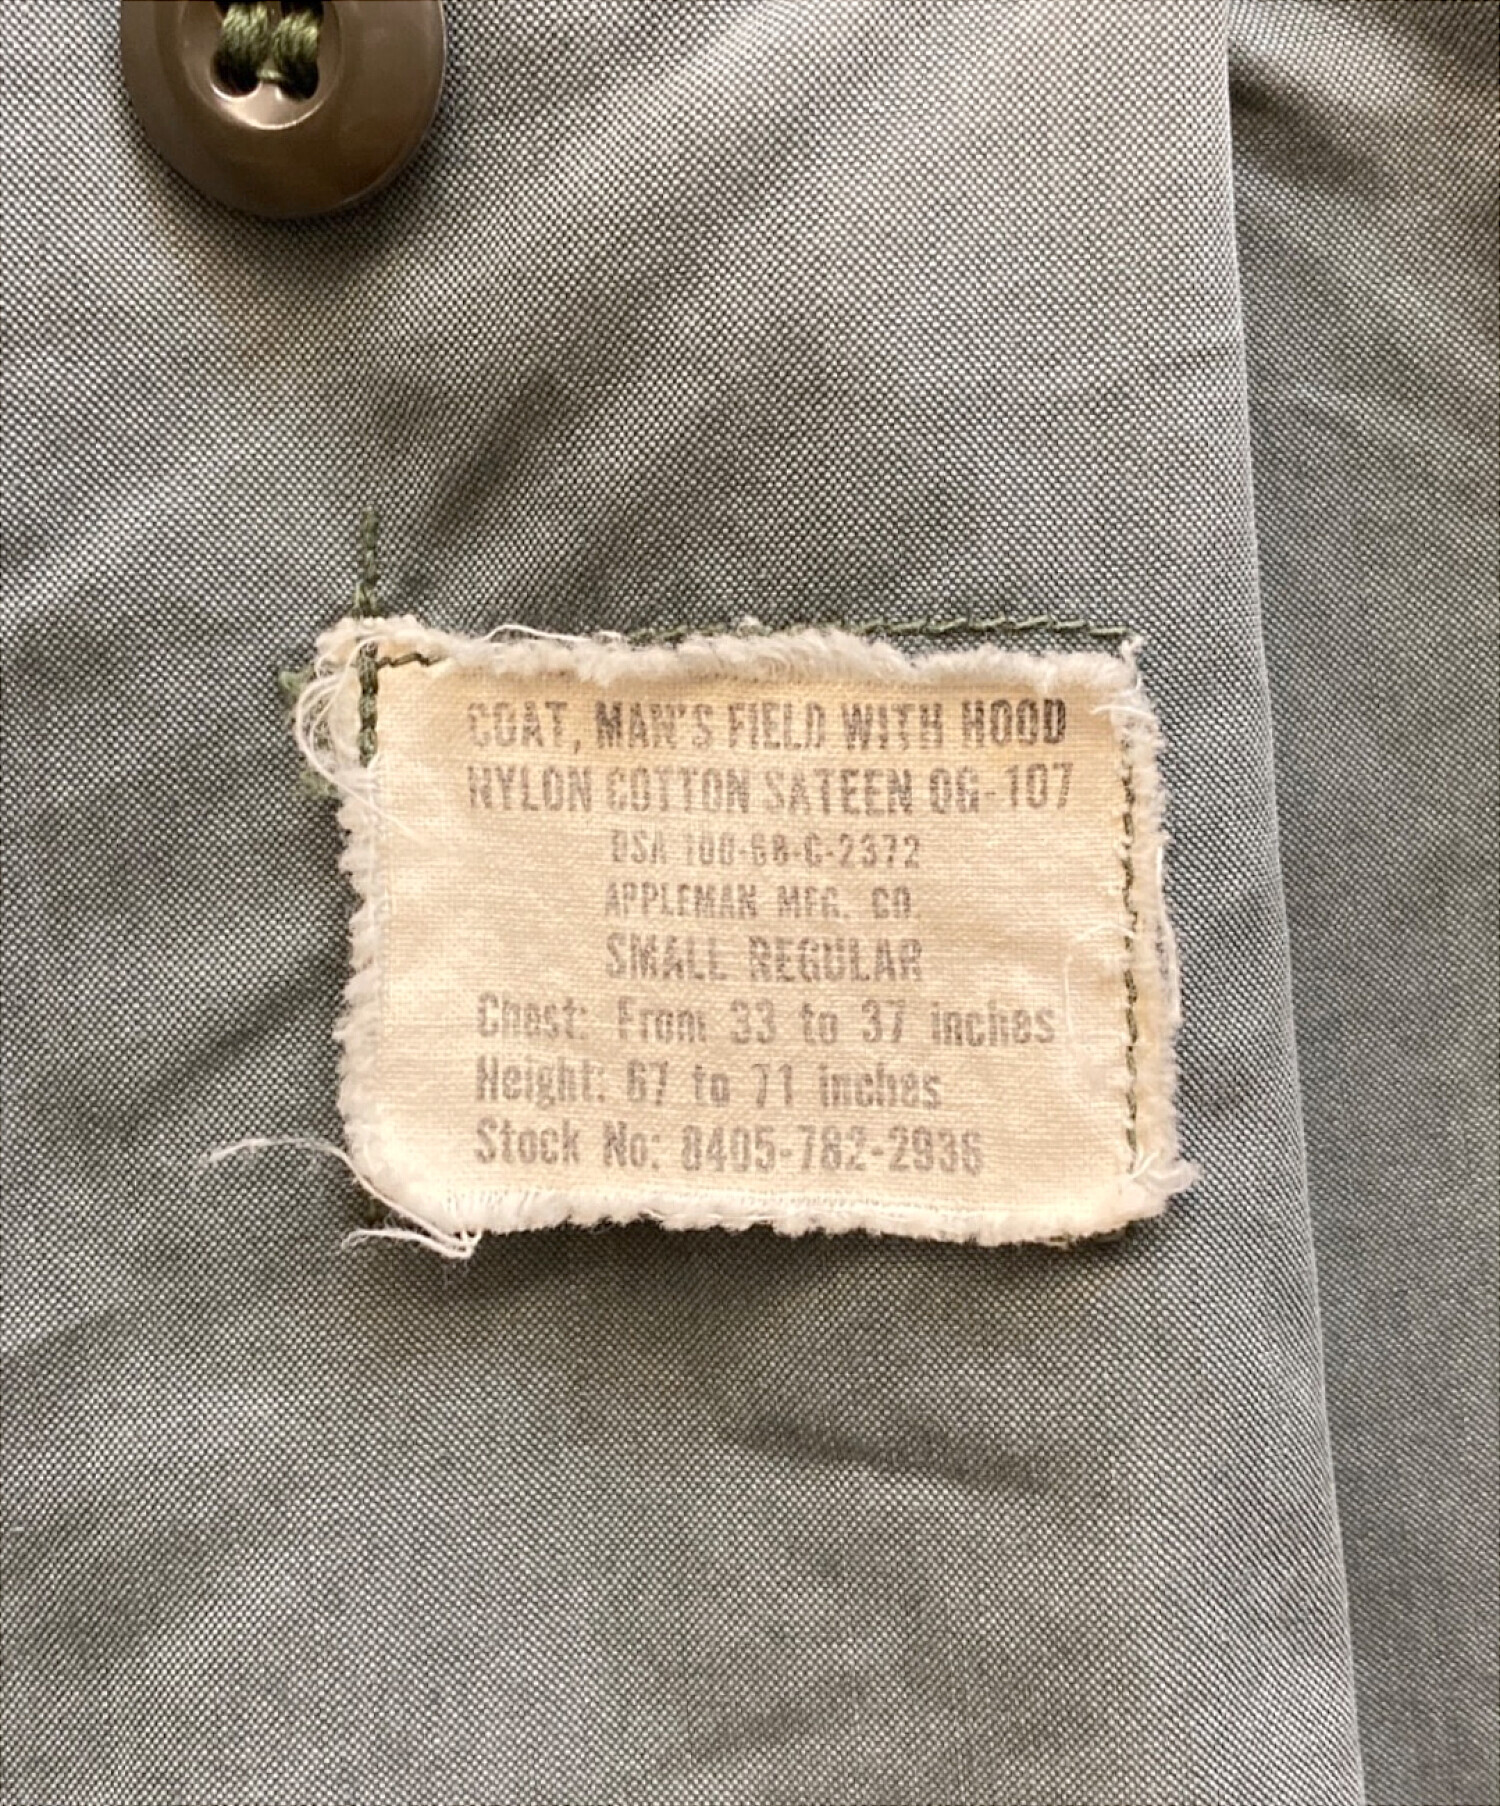 COAT, MAN'S FIELD WITH HOOD
NYLON COTTON SATEEN OG-107
DSA 100-68-C-2372
APPLEMAN MFG. CO.
SMALL REGULAR
Chest: From 33 to 37 inches
Height: 67 to 71 inches
Stock No: 8405-782-2936